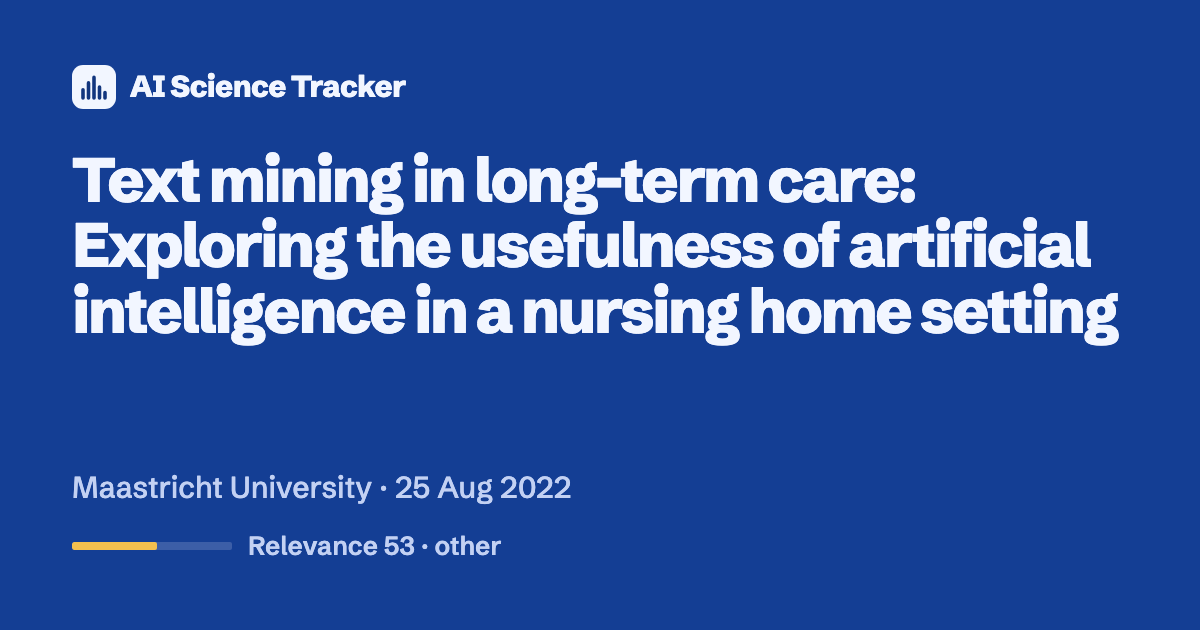 AI Science Tracker
Text mining in long-term care:
Exploring the usefulness of artificial
intelligence in a nursing home setting
Maastricht University · 25 Aug 2022
Relevance 53 · other